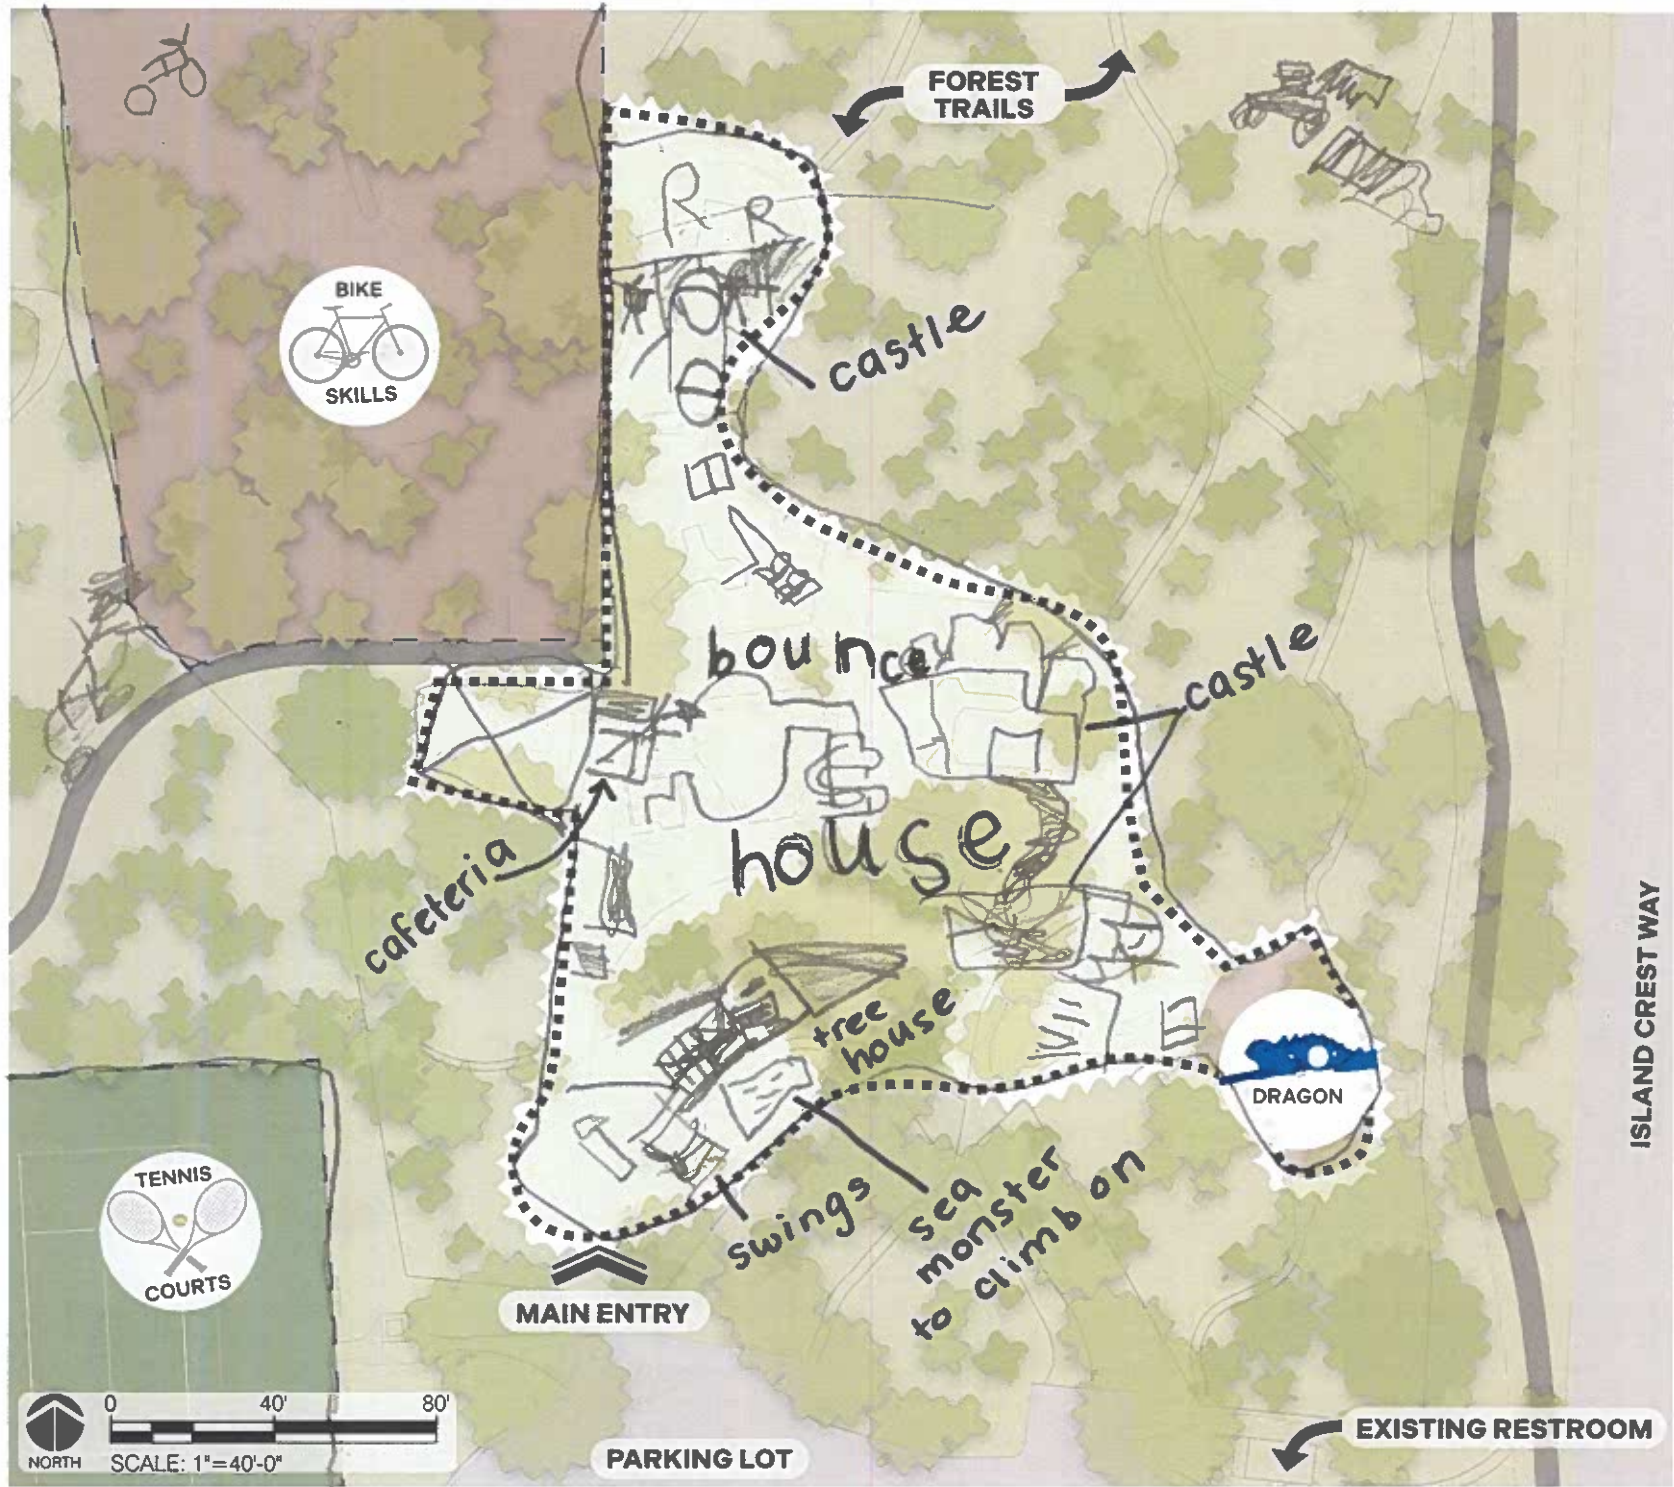 FOREST
TRAILS
R R
BIKE
SKILLS
castle
bounce
castle
house
cafeteria
tree
house
DRAGON
ISLAND CREST WAY
sea
monster
to climb on
swings
TENNIS
COURTS
MAIN ENTRY
0 40' 80'
NORTH
SCALE: 1"=40'-0"
PARKING LOT
EXISTING RESTROOM